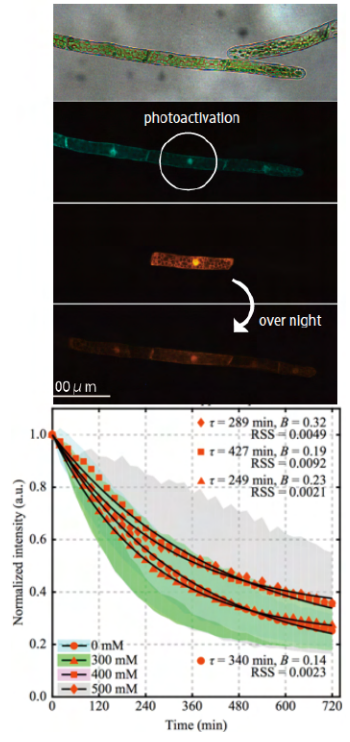 photoactivation
over night
00 μm
τ = 289 min, B = 0.32
RSS = 0.0049
τ = 427 min, B = 0.19
RSS = 0.0092
τ = 249 min, B = 0.23
RSS = 0.0021
τ = 340 min, B = 0.14
RSS = 0.0023
Normalized intensity (a.u.)
1.0
0.8
0.6
0.4
0.2
0.0
0 mM
300 mM
400 mM
500 mM
0 120 240 360 480 600 720
Time (min)